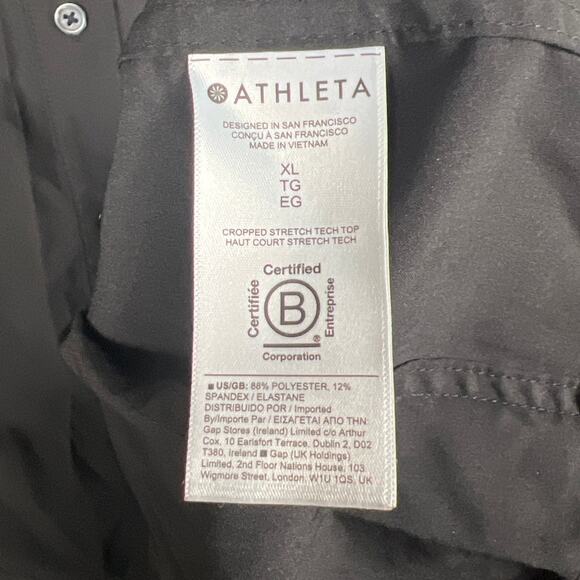 ATHLETA
DESIGNED IN SAN FRANCISCO
CONÇU À SAN FRANCISCO
MADE IN VIETNAM
XL
TG
EG
CROPPED STRETCH TECH TOP
HAUT COURT STRETCH TECH
Certified
Certifiée
B
Entreprise
®
Corporation
■ US/GB: 88% POLYESTER, 12%
SPANDEX / ELASTANE
DISTRIBUIDO POR / Imported
By/Importe Par / ΕΙΣΑΓΕΤΑΙ ΑΠΟ ΤΗΝ:
Gap Stores (Ireland) Limited c/o Arthur
Cox, 10 Earlsfort Terrace, Dublin 2, D02
T380, Ireland ■ Gap (UK Holdings)
Limited, 2nd Floor Nations House, 103
Wigmore Street, London, W1U 1QS, UK